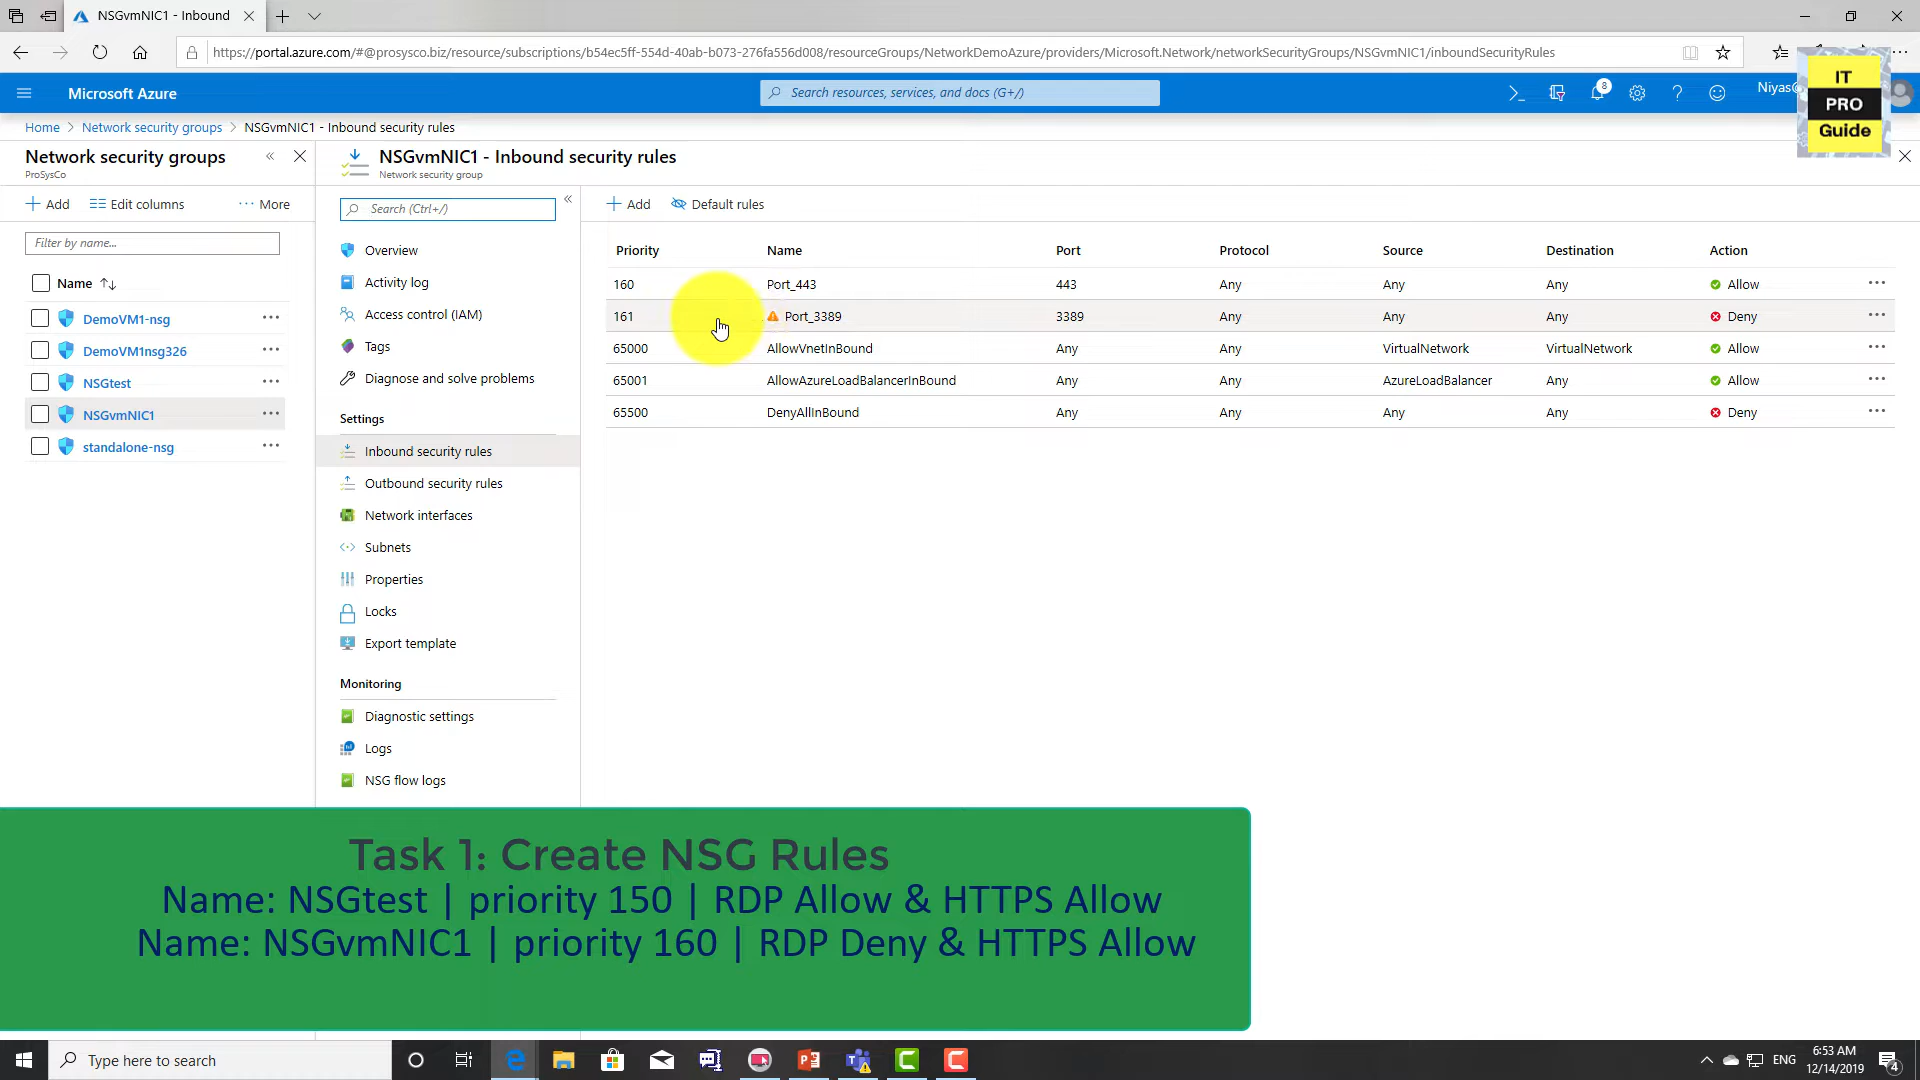 NSGvmNIC1 - Inbound
https://portal.azure.com/#@prosysco.biz/resource/subscriptions/b54ec5ff-554d-40ab-b073-276fa556d008/resourceGroups/NetworkDemoAzure/providers/Microsoft.Network/networkSecurityGroups/NSGvmNIC1/inboundSecurityRules
Microsoft Azure
Search resources, services, and docs (G+/)
8
Niyas@
IT
PRO
Guide
Home > Network security groups > NSGvmNIC1 - Inbound security rules
Network security groups
ProSysCo
Add
Edit columns
More
Filter by name...
Name
DemoVM1-nsg
DemoVM1nsg326
NSGtest
NSGvmNIC1
standalone-nsg
NSGvmNIC1 - Inbound security rules
Network security group
Search (Ctrl+/)
Overview
Activity log
Access control (IAM)
Tags
Diagnose and solve problems
Settings
Inbound security rules
Outbound security rules
Network interfaces
Subnets
Properties
Locks
Export template
Monitoring
Diagnostic settings
Logs
NSG flow logs
Add
Default rules
Priority Name Port Protocol Source Destination Action
160 Port_443 443 Any Any Any Allow
161 Port_3389 3389 Any Any Any Deny
65000 AllowVnetInBound Any Any VirtualNetwork VirtualNetwork Allow
65001 AllowAzureLoadBalancerInBound Any Any AzureLoadBalancer Any Allow
65500 DenyAllInBound Any Any Any Any Deny
Task 1: Create NSG Rules
Name: NSGtest | priority 150 | RDP Allow & HTTPS Allow
Name: NSGvmNIC1 | priority 160 | RDP Deny & HTTPS Allow
Type here to search
ENG
6:53 AM
12/14/2019
4